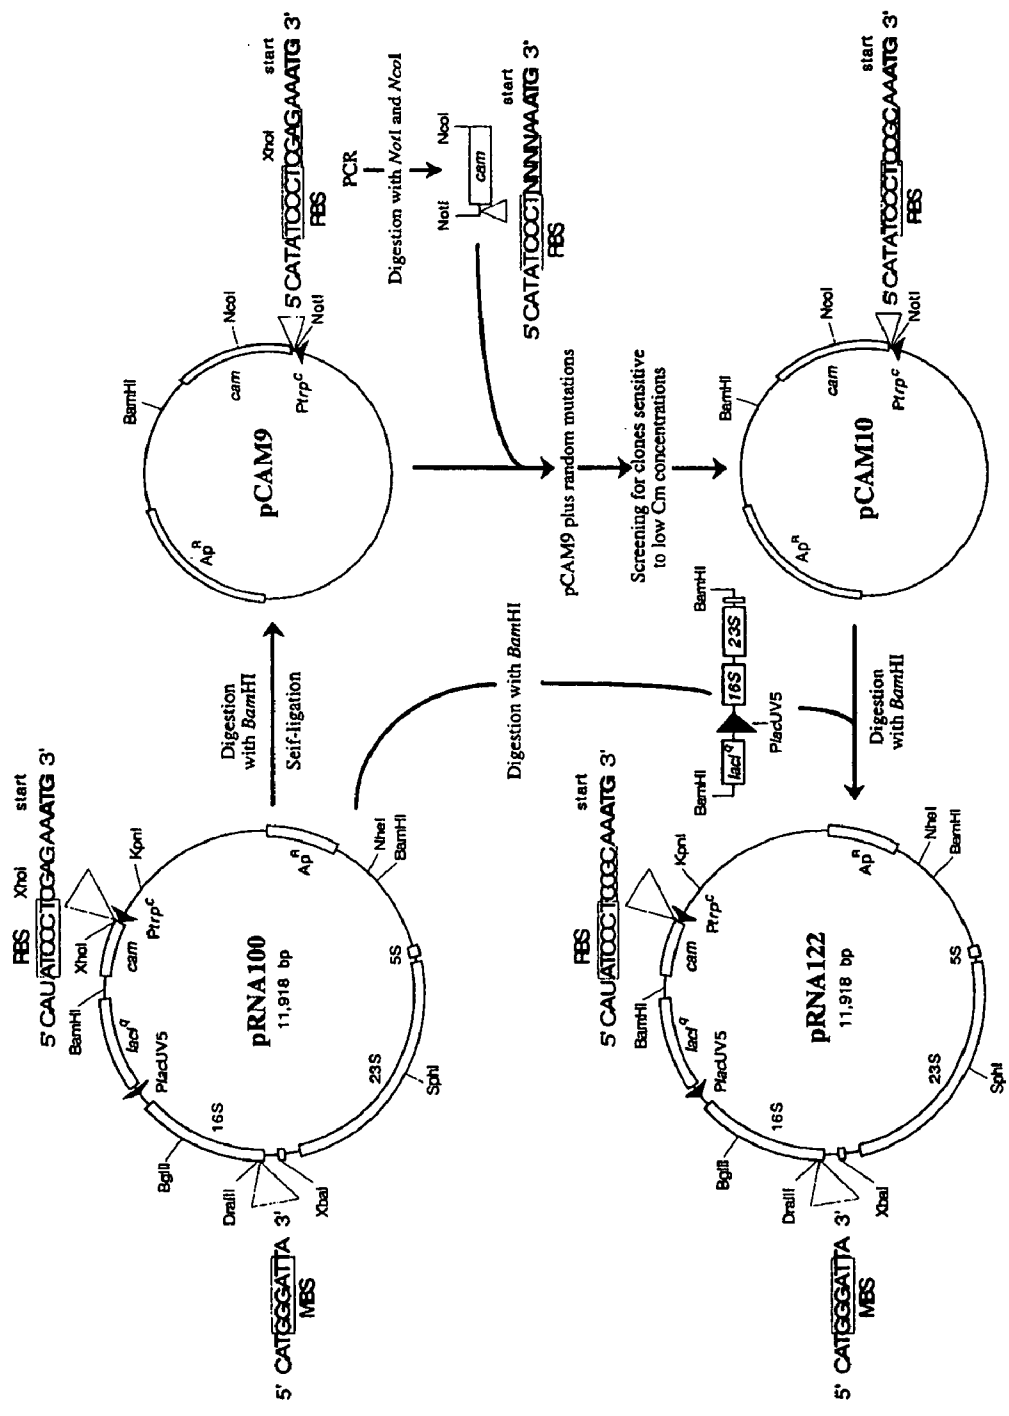 RBS XhoI start
5' CAUATCCCTCGAGAAATG 3'
BamHI
XhoI
cam
Ptrpᶜ
KpnI
lacIq
PlacUV5
pRNA100
11,918 bp
ApR
NheI
BamHI
BglII
16S
5S
23S
SphI
DraIII
XbaI
5' CATGGGATTA 3'
MBS
Digestion
with BamHI
Self-ligation
BamHI
NcoI
cam
ApR
pCAM9
Ptrpᶜ
NotI
XhoI start
5' CATATCCCTCGAGAAATG 3'
RBS
PCR
Digestion with NotI and NcoI
NotI NcoI
cam
start
5' CATATCCCTNNNNAAATG 3'
RBS
pCAM9 plus random mutations
Screening for clones sensitive
to low Cm concentrations
Digestion with BamHI
BamHI
lacIq
16S
23S
BamHI
PlacUV5
BamHI
NcoI
cam
ApR
pCAM10
Ptrpᶜ
NotI
start
5' CATATCCCTCCGCAAATG 3'
RBS
Digestion
with BamHI
RBS start
5' CAUATCCCTCCGCAAATG 3'
BamHI
cam
Ptrpᶜ
KpnI
lacIq
PlacUV5
pRNA122
11,918 bp
ApR
NheI
BamHI
BglII
16S
5S
23S
SphI
DraIII
XbaI
5' CATGGGATTA 3'
MBS